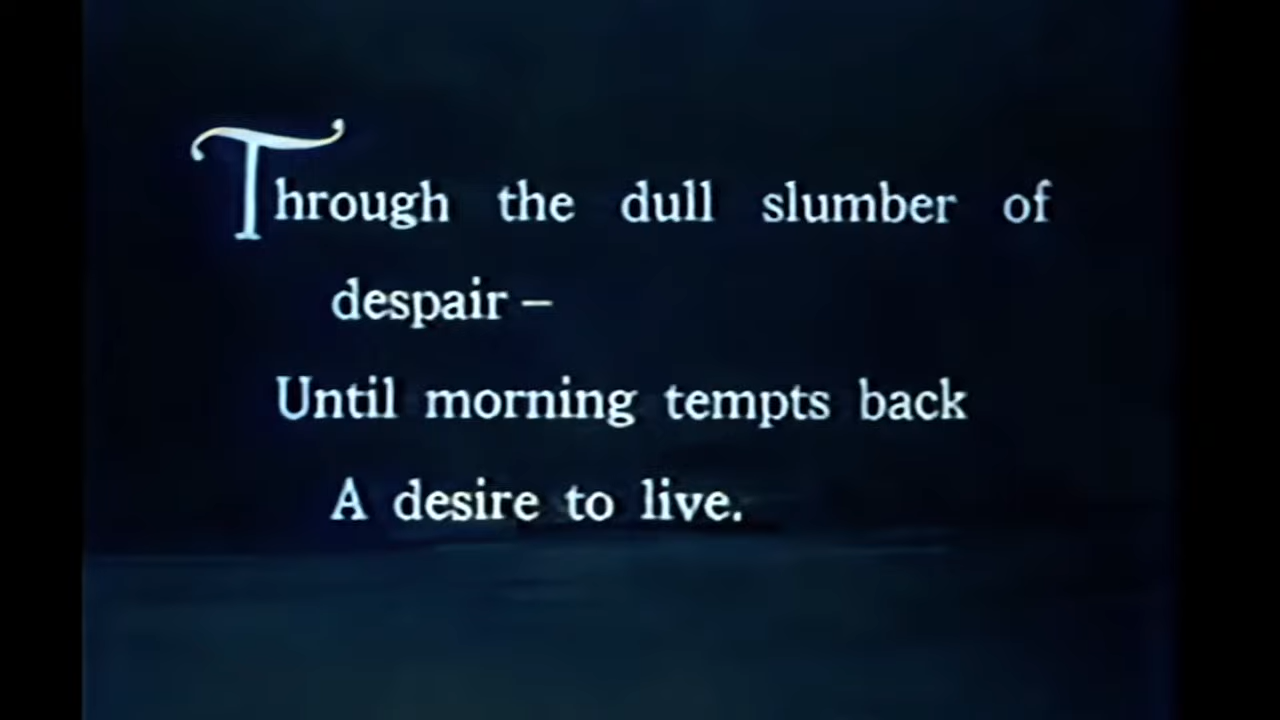 Through the dull slumber of
despair –
Until morning tempts back
A desire to live.